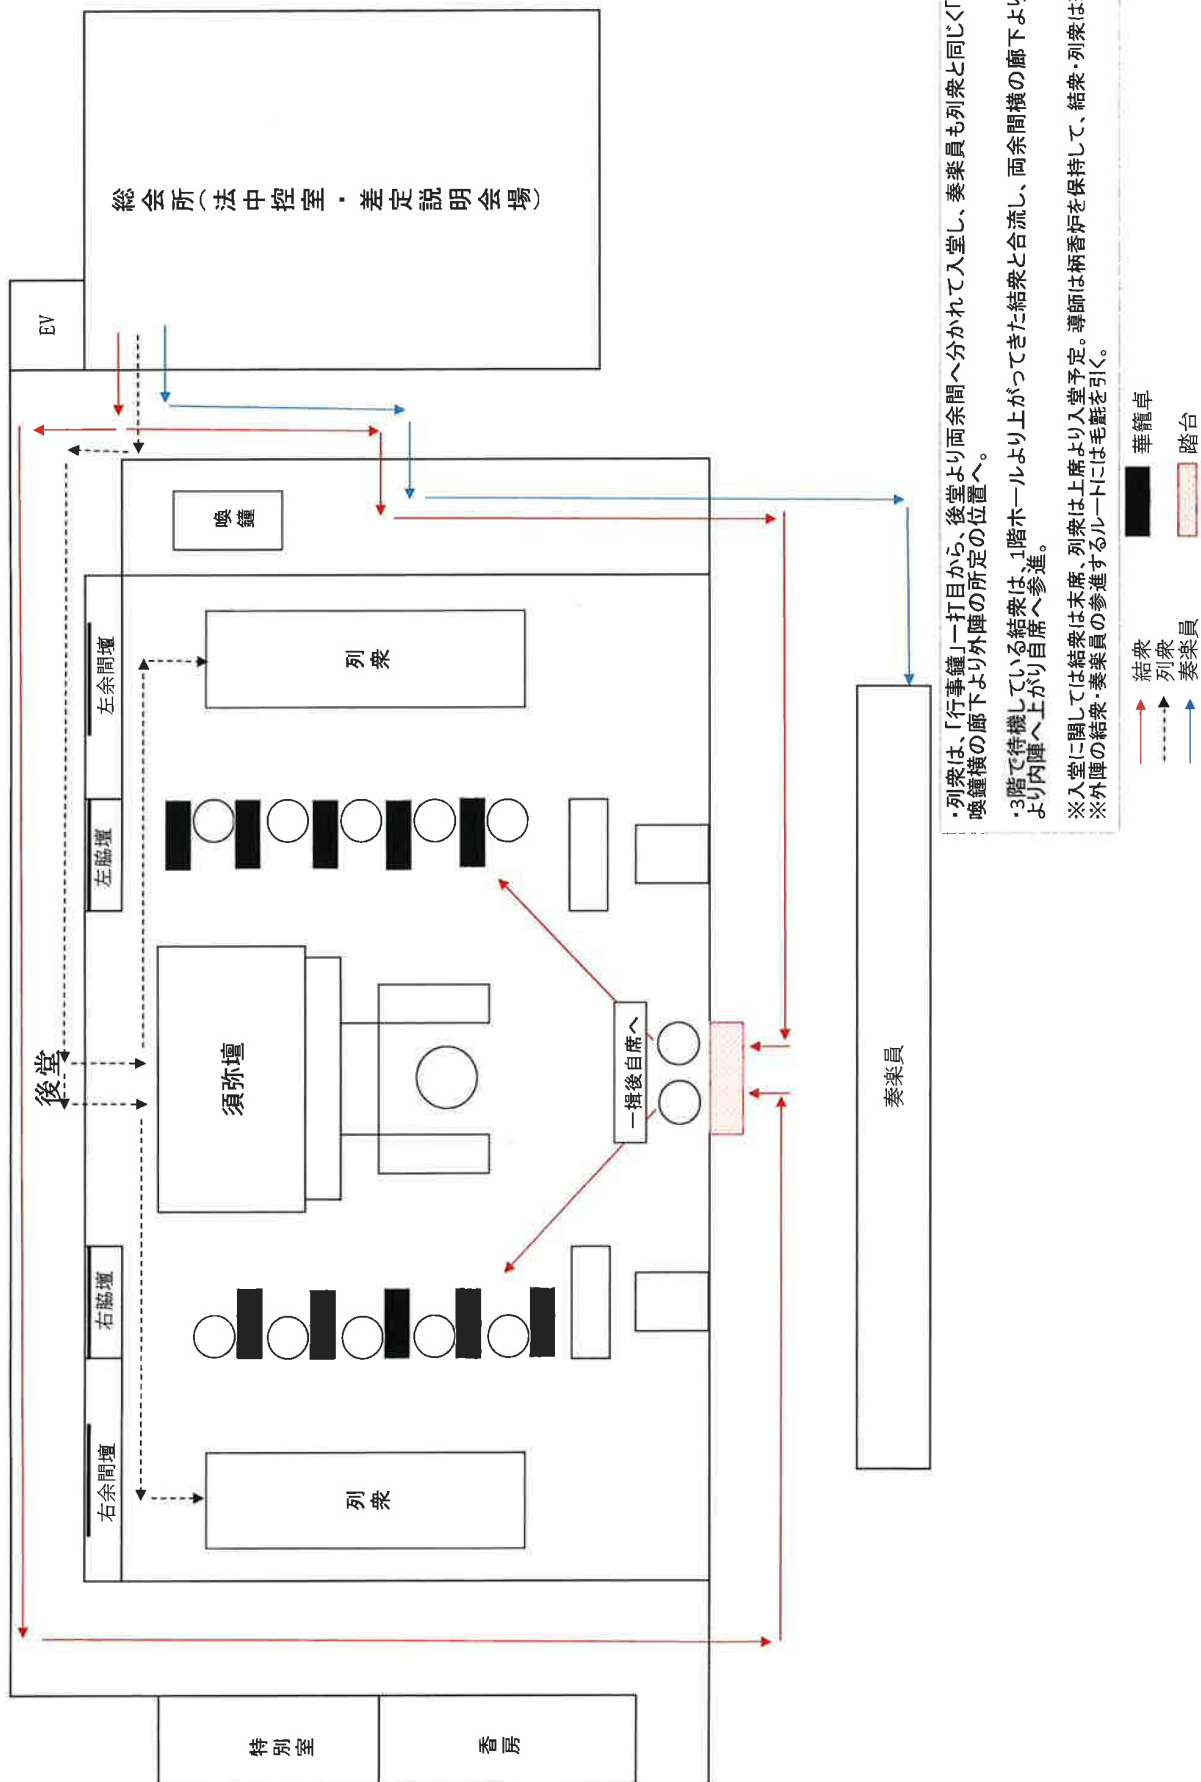 総会所（法中控室・差定説明会場）
EV
後堂
喚鐘
左余間壇
左脇壇
右脇壇
右余間壇
列衆
須弥壇
列衆
一揖後自席へ
特別室
香房
奏楽員
・列衆は、「行事鐘」一打目から、後堂より両余間へ分かれて入堂し、奏楽員も列衆と同じく「
喚鐘横の廊下より外陣の所定の位置へ。
・3階で待機している結衆は、1階ホールより上がってきた結衆と合流し、両余間横の廊下より
より内陣へ上がり自席へ参進。
※入堂に関しては結衆は末席、列衆は上席より入堂予定。導師は柄香炉を保持して、結衆・列衆は
※外陣の結衆・奏楽員の参進するルートには毛氈を引く。
結衆
列衆
奏楽員
華籠卓
踏台